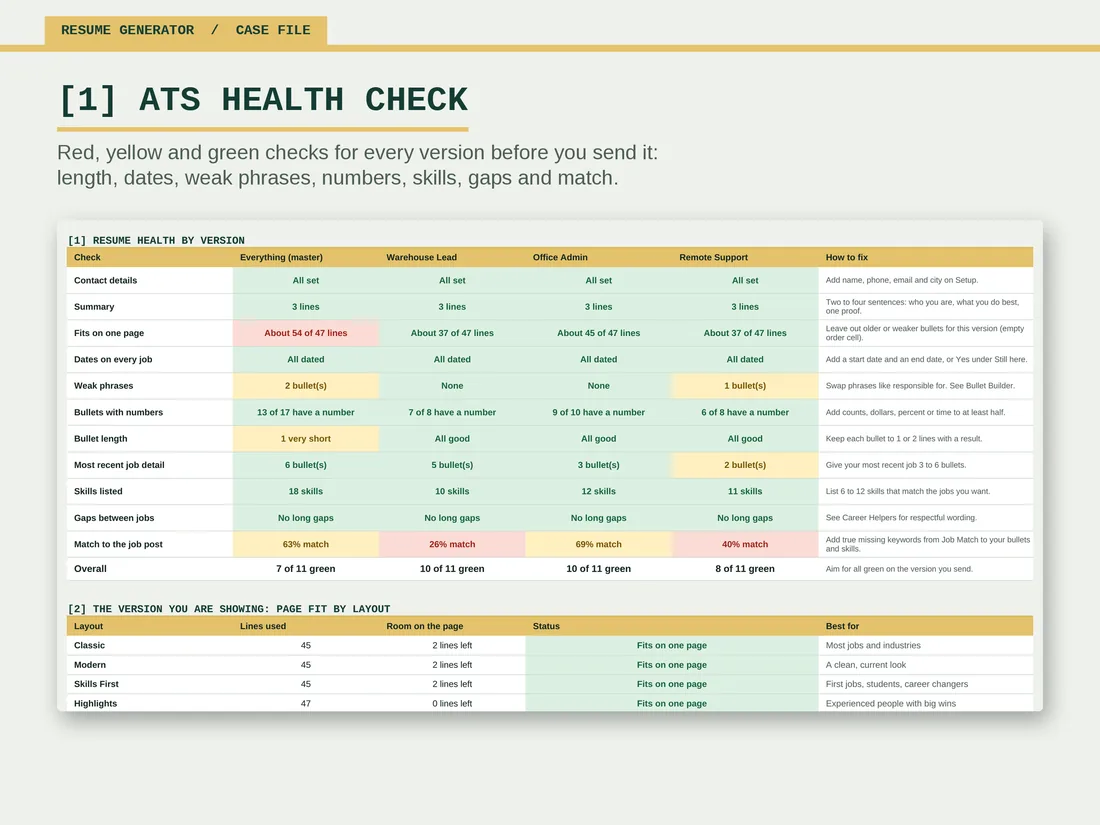 RESUME GENERATOR / CASE FILE
[1] ATS HEALTH CHECK
Red, yellow and green checks for every version before you send it:
length, dates, weak phrases, numbers, skills, gaps and match.
[1] RESUME HEALTH BY VERSION
Check Everything (master) Warehouse Lead Office Admin Remote Support How to fix
Contact details All set All set All set All set Add name, phone, email and city on Setup.
Summary 3 lines 3 lines 3 lines 3 lines Two to four sentences: who you are, what you do best,
one proof.
Fits on one page About 54 of 47 lines About 37 of 47 lines About 45 of 47 lines About 37 of 47 lines Leave out older or weaker bullets for this version (empty
order cell).
Dates on every job All dated All dated All dated All dated Add a start date and an end date, or Yes under Still here.
Weak phrases 2 bullet(s) None None 1 bullet(s) Swap phrases like responsible for. See Bullet Builder.
Bullets with numbers 13 of 17 have a number 7 of 8 have a number 9 of 10 have a number 6 of 8 have a number Add counts, dollars, percent or time to at least half.
Bullet length 1 very short All good All good All good Keep each bullet to 1 or 2 lines with a result.
Most recent job detail 6 bullet(s) 5 bullet(s) 3 bullet(s) 2 bullet(s) Give your most recent job 3 to 6 bullets.
Skills listed 18 skills 10 skills 12 skills 11 skills List 6 to 12 skills that match the jobs you want.
Gaps between jobs No long gaps No long gaps No long gaps No long gaps See Career Helpers for respectful wording.
Match to the job post 63% match 26% match 69% match 40% match Add true missing keywords from Job Match to your bullets
and skills.
Overall 7 of 11 green 10 of 11 green 10 of 11 green 8 of 11 green Aim for all green on the version you send.
[2] THE VERSION YOU ARE SHOWING: PAGE FIT BY LAYOUT
Layout Lines used Room on the page Status Best for
Classic 45 2 lines left Fits on one page Most jobs and industries
Modern 45 2 lines left Fits on one page A clean, current look
Skills First 45 2 lines left Fits on one page First jobs, students, career changers
Highlights 47 0 lines left Fits on one page Experienced people with big wins